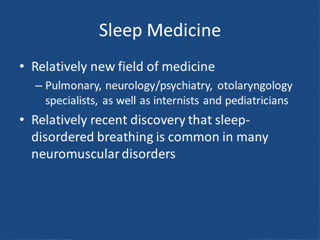 Sleep Medicine
• Relatively new field of medicine
– Pulmonary, neurology/psychiatry, otolaryngology
specialists, as well as internists and pediatricians
• Relatively recent discovery that sleep-
disordered breathing is common in many
neuromuscular disorders